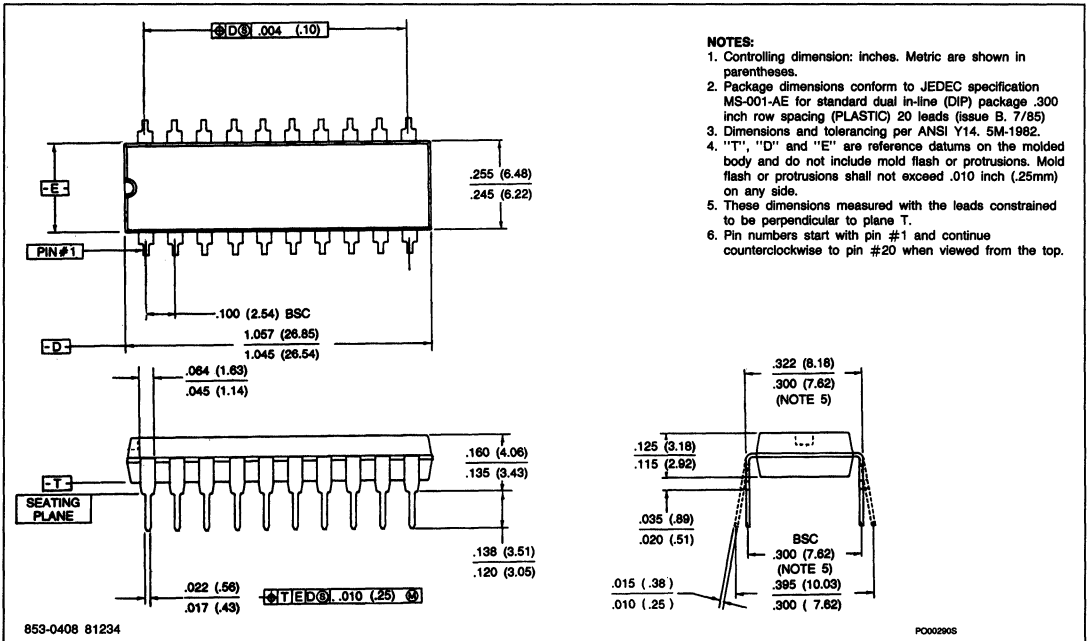 ⌖ D Ⓢ .004 (.10)
NOTES:
1. Controlling dimension: inches. Metric are shown in
parentheses.
2. Package dimensions conform to JEDEC specification
MS-001-AE for standard dual in-line (DIP) package .300
inch row spacing (PLASTIC) 20 leads (issue B. 7/85)
3. Dimensions and tolerancing per ANSI Y14. 5M-1982.
4. "T", "D" and "E" are reference datums on the molded
body and do not include mold flash or protrusions. Mold
flash or protrusions shall not exceed .010 inch (.25mm)
on any side.
5. These dimensions measured with the leads constrained
to be perpendicular to plane T.
6. Pin numbers start with pin #1 and continue
counterclockwise to pin #20 when viewed from the top.
-E-
.255 (6.48)
.245 (6.22)
PIN#1
.100 (2.54) BSC
-D-
1.057 (26.85)
1.045 (26.54)
.064 (1.63)
.045 (1.14)
.160 (4.06)
.135 (3.43)
-T-
SEATING
PLANE
.138 (3.51)
.120 (3.05)
.022 (.56)
.017 (.43)
⌖ T E D Ⓢ .010 (.25) Ⓜ
.322 (8.18)
.300 (7.62)
(NOTE 5)
.125 (3.18)
.115 (2.92)
.035 (.89)
.020 (.51)
BSC
.300 (7.62)
(NOTE 5)
.395 (10.03)
.300 ( 7.62)
.015 (.38 )
.010 (.25 )
853-0408 81234
PO00290S